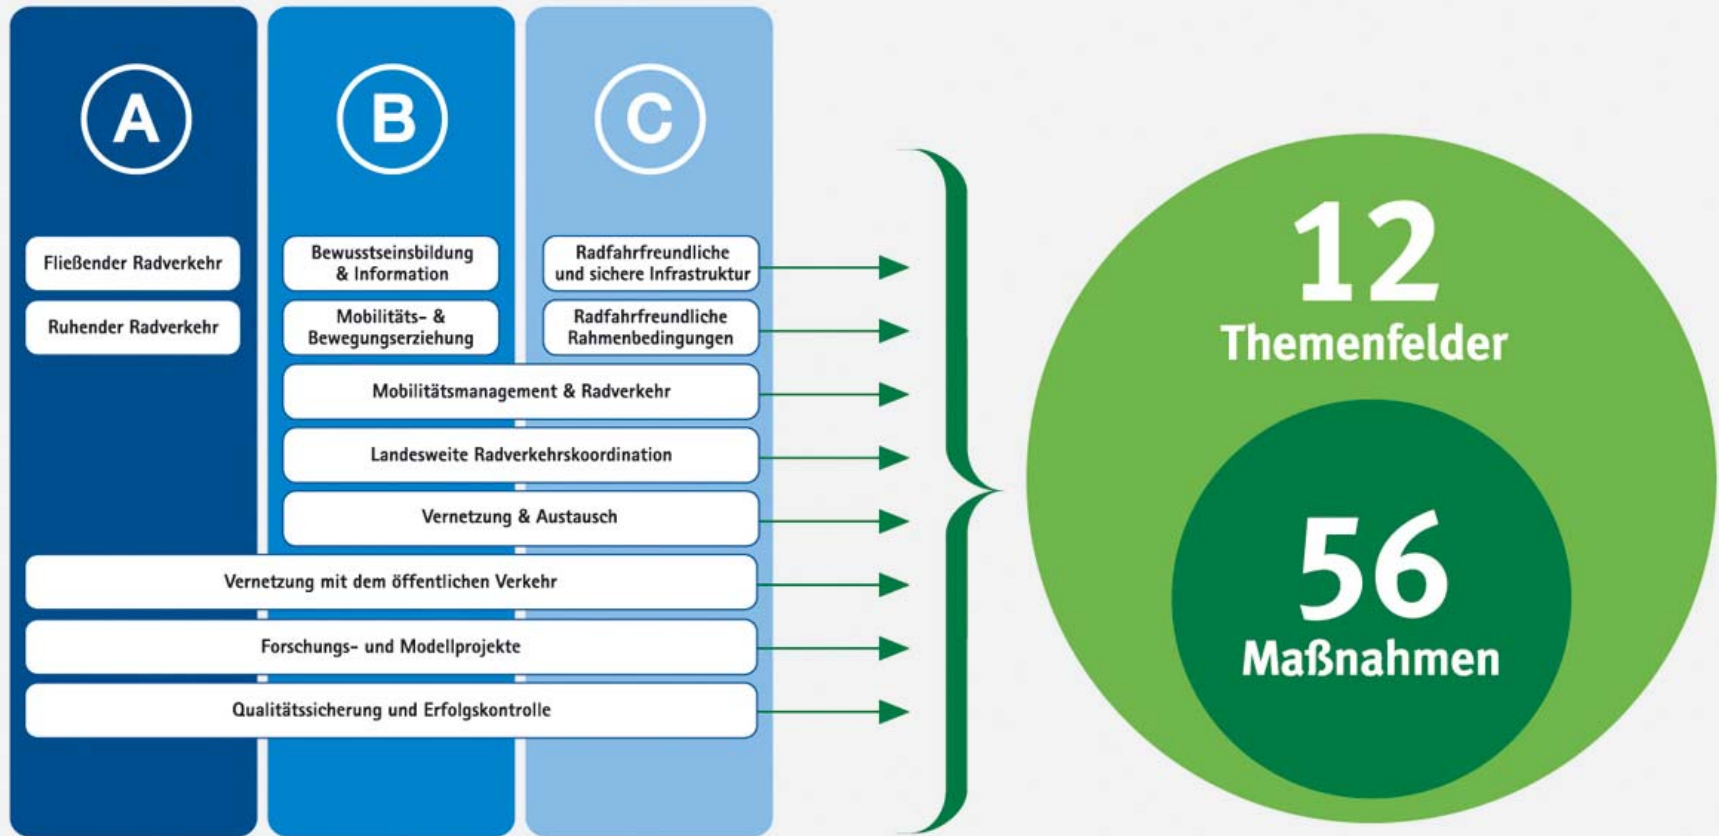 A
B
C
Fließender Radverkehr
Bewusstseinsbildung
& Information
Radfahrfreundliche
und sichere Infrastruktur
Ruhender Radverkehr
Mobilitäts- &
Bewegungserziehung
Radfahrfreundliche
Rahmenbedingungen
Mobilitätsmanagement & Radverkehr
Landesweite Radverkehrskoordination
Vernetzung & Austausch
Vernetzung mit dem öffentlichen Verkehr
Forschungs- und Modellprojekte
Qualitätssicherung und Erfolgskontrolle
12
Themenfelder
56
Maßnahmen